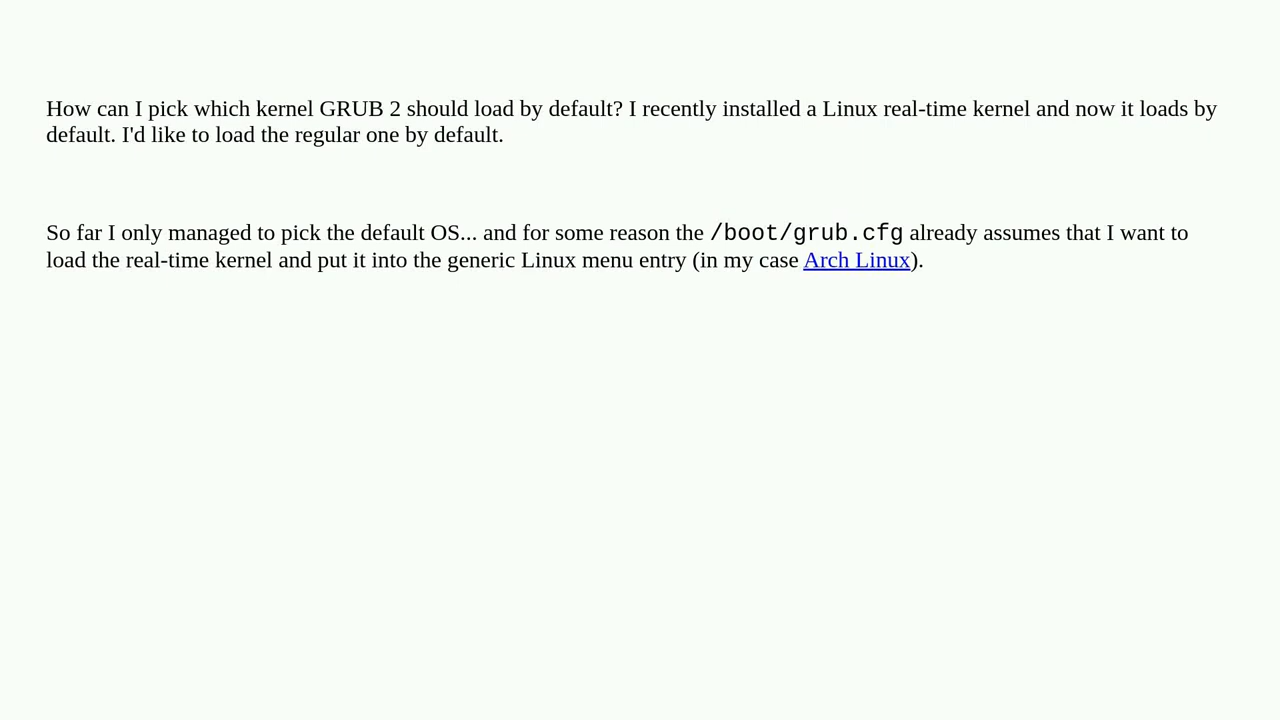 How can I pick which kernel GRUB 2 should load by default? I recently installed a Linux real-time kernel and now it loads by
default. I'd like to load the regular one by default.
So far I only managed to pick the default OS... and for some reason the /boot/grub.cfg already assumes that I want to
load the real-time kernel and put it into the generic Linux menu entry (in my case Arch Linux).